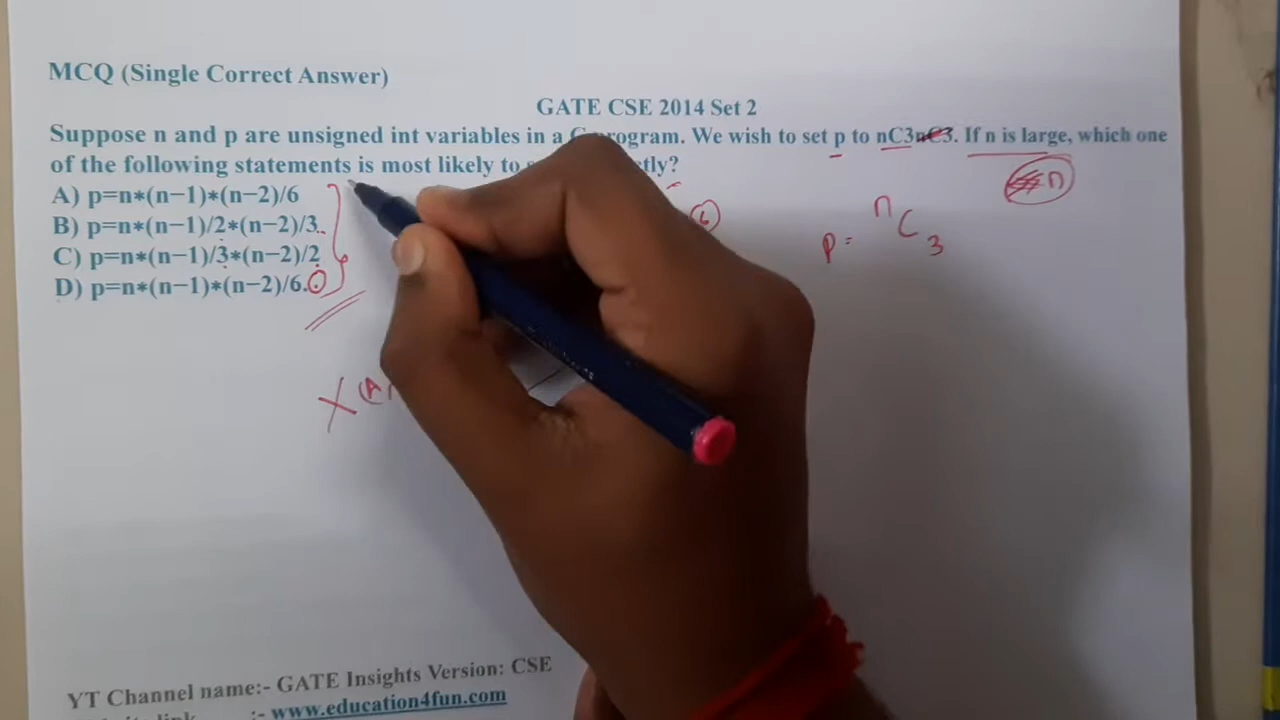 MCQ (Single Correct Answer)
GATE CSE 2014 Set 2
Suppose n and p are unsigned int variables in a C program. We wish to set p to nC3nC3. If n is large, which one
of the following statements is most likely to tly?
A) p=n*(n−1)*(n−2)/6
B) p=n*(n−1)/2*(n−2)/3.
C) p=n*(n−1)/3*(n−2)/2
D) p=n*(n−1)*(n−2)/6.
n
6
p = nC3
X (A
YT Channel name:- GATE Insights Version: CSE
:- www.education4fun.com